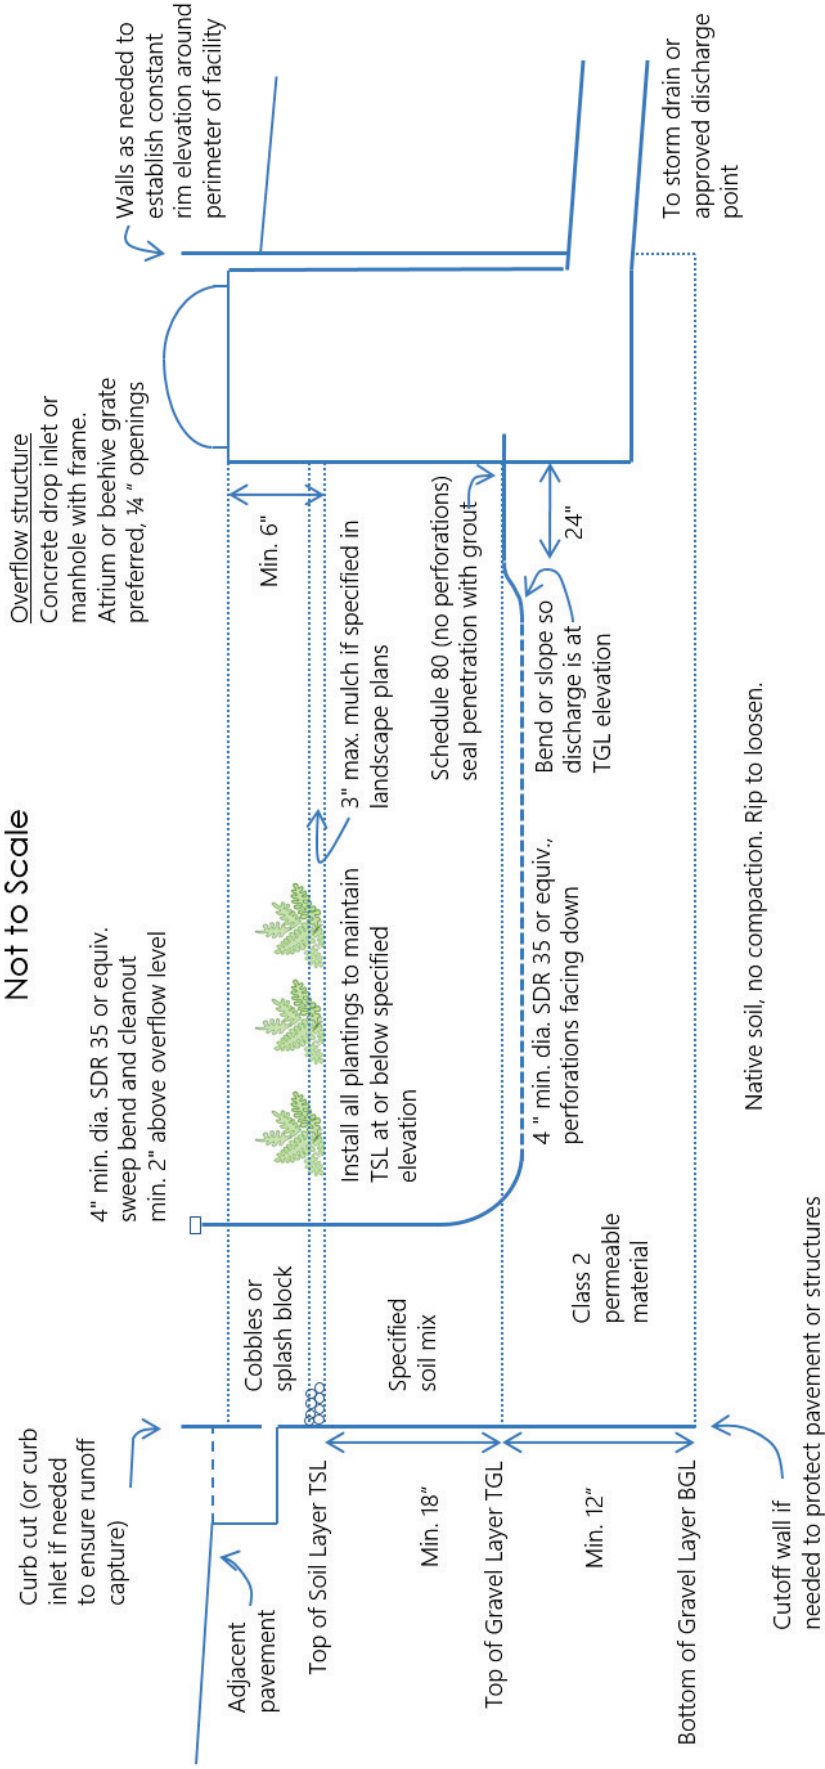 Not to Scale
Curb cut (or curb
inlet if needed
to ensure runoff
capture)
4" min. dia. SDR 35 or equiv.
sweep bend and cleanout
min. 2" above overflow level
Overflow structure
Concrete drop inlet or
manhole with frame.
Atrium or beehive grate
preferred, ¼ “ openings
Walls as needed to
establish constant
rim elevation around
perimeter of facility
Adjacent
pavement
Cobbles or
splash block
Min. 6"
Top of Soil Layer TSL
Install all plantings to maintain
TSL at or below specified
elevation
3" max. mulch if specified in
landscape plans
Specified
soil mix
Min. 18”
Schedule 80 (no perforations)
seal penetration with grout
Top of Gravel Layer TGL
24"
4 " min. dia. SDR 35 or equiv.,
perforations facing down
Bend or slope so
discharge is at
TGL elevation
Class 2
permeable
material
Min. 12”
To storm drain or
approved discharge
point
Bottom of Gravel Layer BGL
Native soil, no compaction. Rip to loosen.
Cutoff wall if
needed to protect pavement or structures